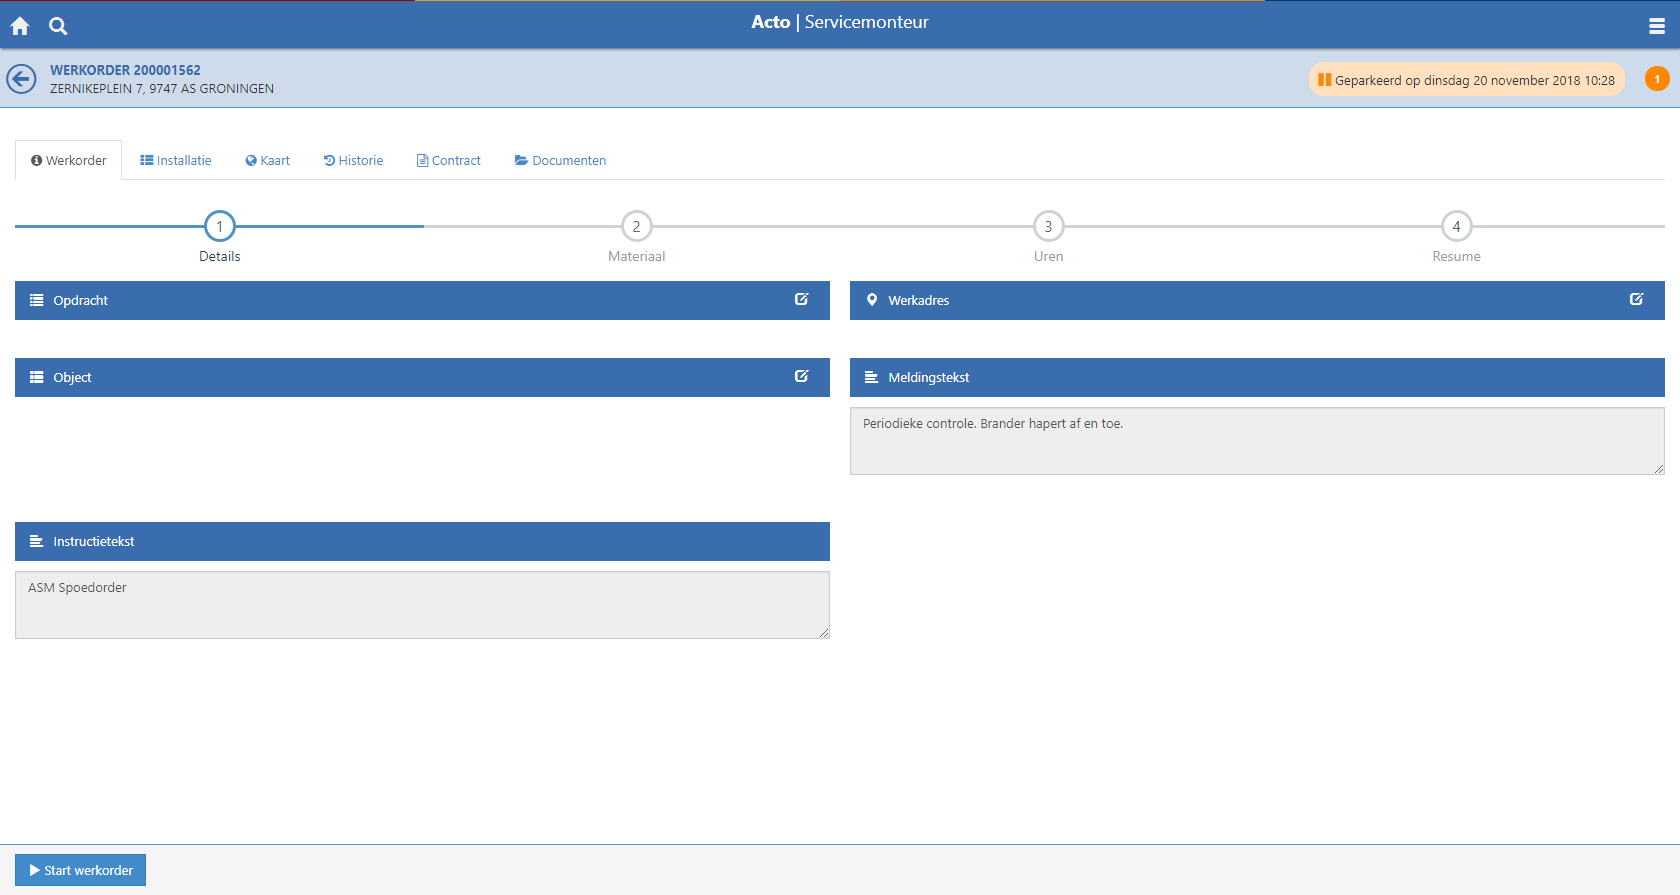 Acto | Servicemonteur
WERKORDER 200001562
ZERNIKEPLEIN 7, 9747 AS GRONINGEN
Geparkeerd op dinsdag 20 november 2018 10:28
1
Werkorder
Installatie
Kaart
Historie
Contract
Documenten
1
2
3
4
Details
Materiaal
Uren
Resume
Opdracht
Werkadres
Object
Meldingstekst
Periodieke controle. Brander hapert af en toe.
Instructietekst
ASM Spoedorder
Start werkorder